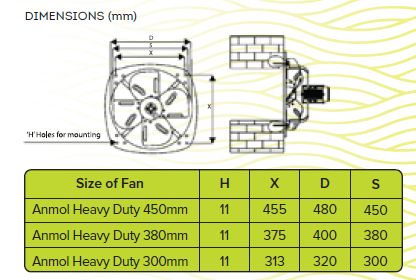 DIMENSIONS (mm)
D
S
X
X
'H' Holes for mounting
Size of Fan H X D S
Anmol Heavy Duty 450mm 11 455 480 450
Anmol Heavy Duty 380mm 11 375 400 380
Anmol Heavy Duty 300mm 11 313 320 300